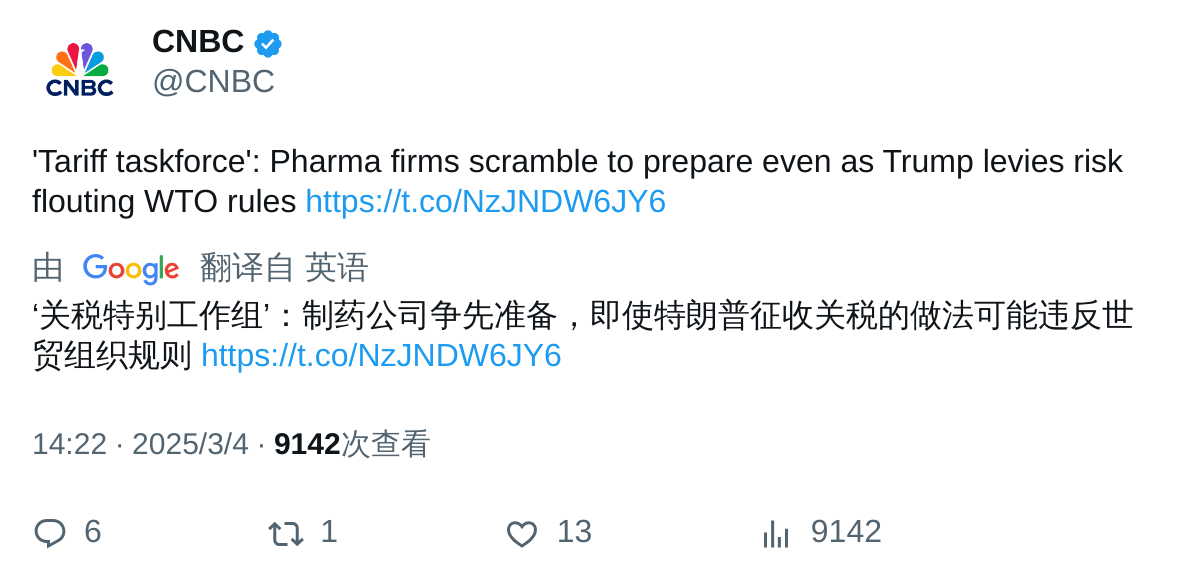 CNBC
@CNBC
CNBC
'Tariff taskforce': Pharma firms scramble to prepare even as Trump levies risk
flouting WTO rules https://t.co/NzJNDW6JY6
由 Google 翻译自 英语
‘关税特别工作组’：制药公司争先准备，即使特朗普征收关税的做法可能违反世
贸组织规则 https://t.co/NzJNDW6JY6
14:22 · 2025/3/4 · 9142次查看
6 1 13 9142